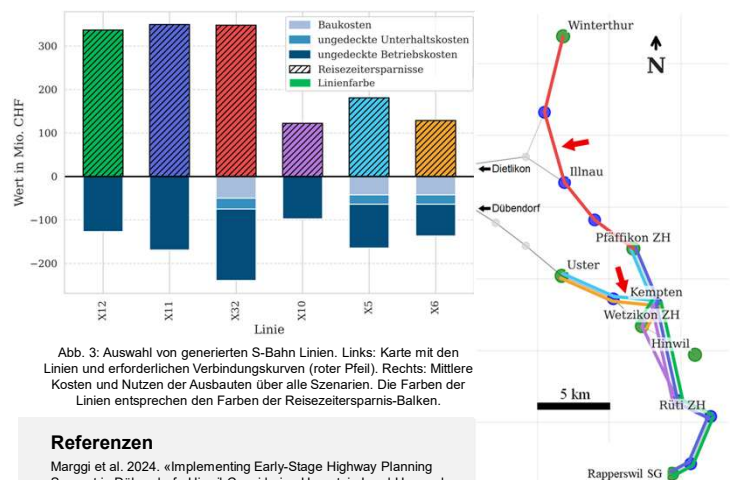 300
200
100
0
−100
−200
Wert in Mio. CHF
Baukosten
ungedeckte Unterhaltskosten
ungedeckte Betriebskosten
Reisezeitersparnisse
Linienfarbe
X12
X11
X32
X10
X5
X6
Linie
Abb. 3: Auswahl von generierten S-Bahn Linien. Links: Karte mit den
Linien und erforderlichen Verbindungskurven (roter Pfeil). Rechts: Mittlere
Kosten und Nutzen der Ausbauten über alle Szenarien. Die Farben der
Linien entsprechen den Farben der Reisezeitersparnis-Balken.
Referenzen
Marggi et al. 2024. «Implementing Early-Stage Highway Planning
Winterthur
N
Dietlikon
Illnau
Dübendorf
Pfäffikon ZH
Uster
Kempten
Wetzikon ZH
Hinwil
5 km
Rüti ZH
Rapperswil SG